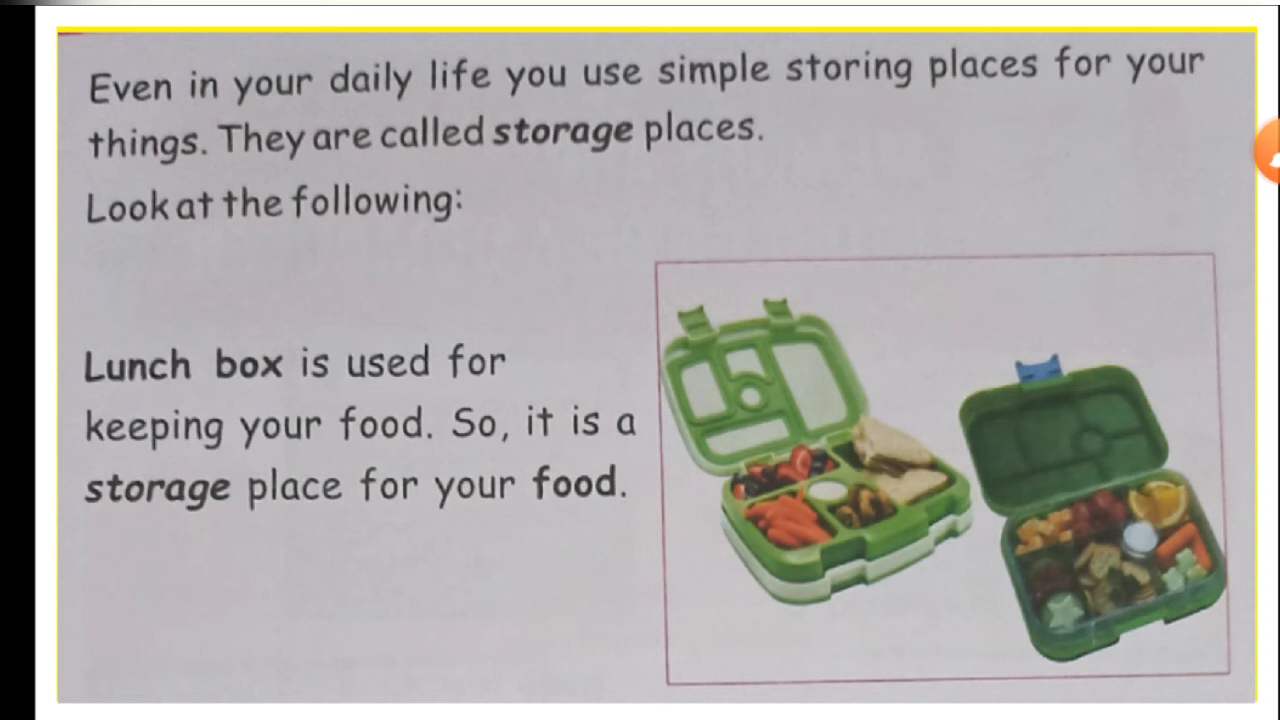 Even in your daily life you use simple storing places for your
things. They are called storage places.
Look at the following:
Lunch box is used for
keeping your food. So, it is a
storage place for your food.